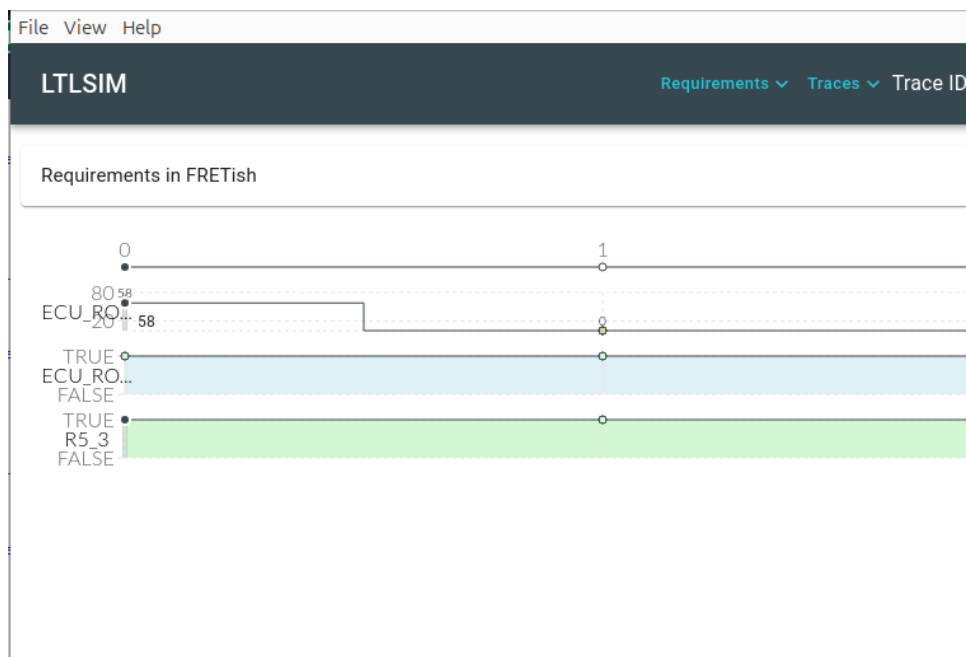 File View Help
LTLSIM Requirements Traces Trace ID
Requirements in FRETish
0 1
80 58
ECU_RO...
20 58 0
TRUE
ECU_RO...
FALSE
TRUE
R5_3
FALSE